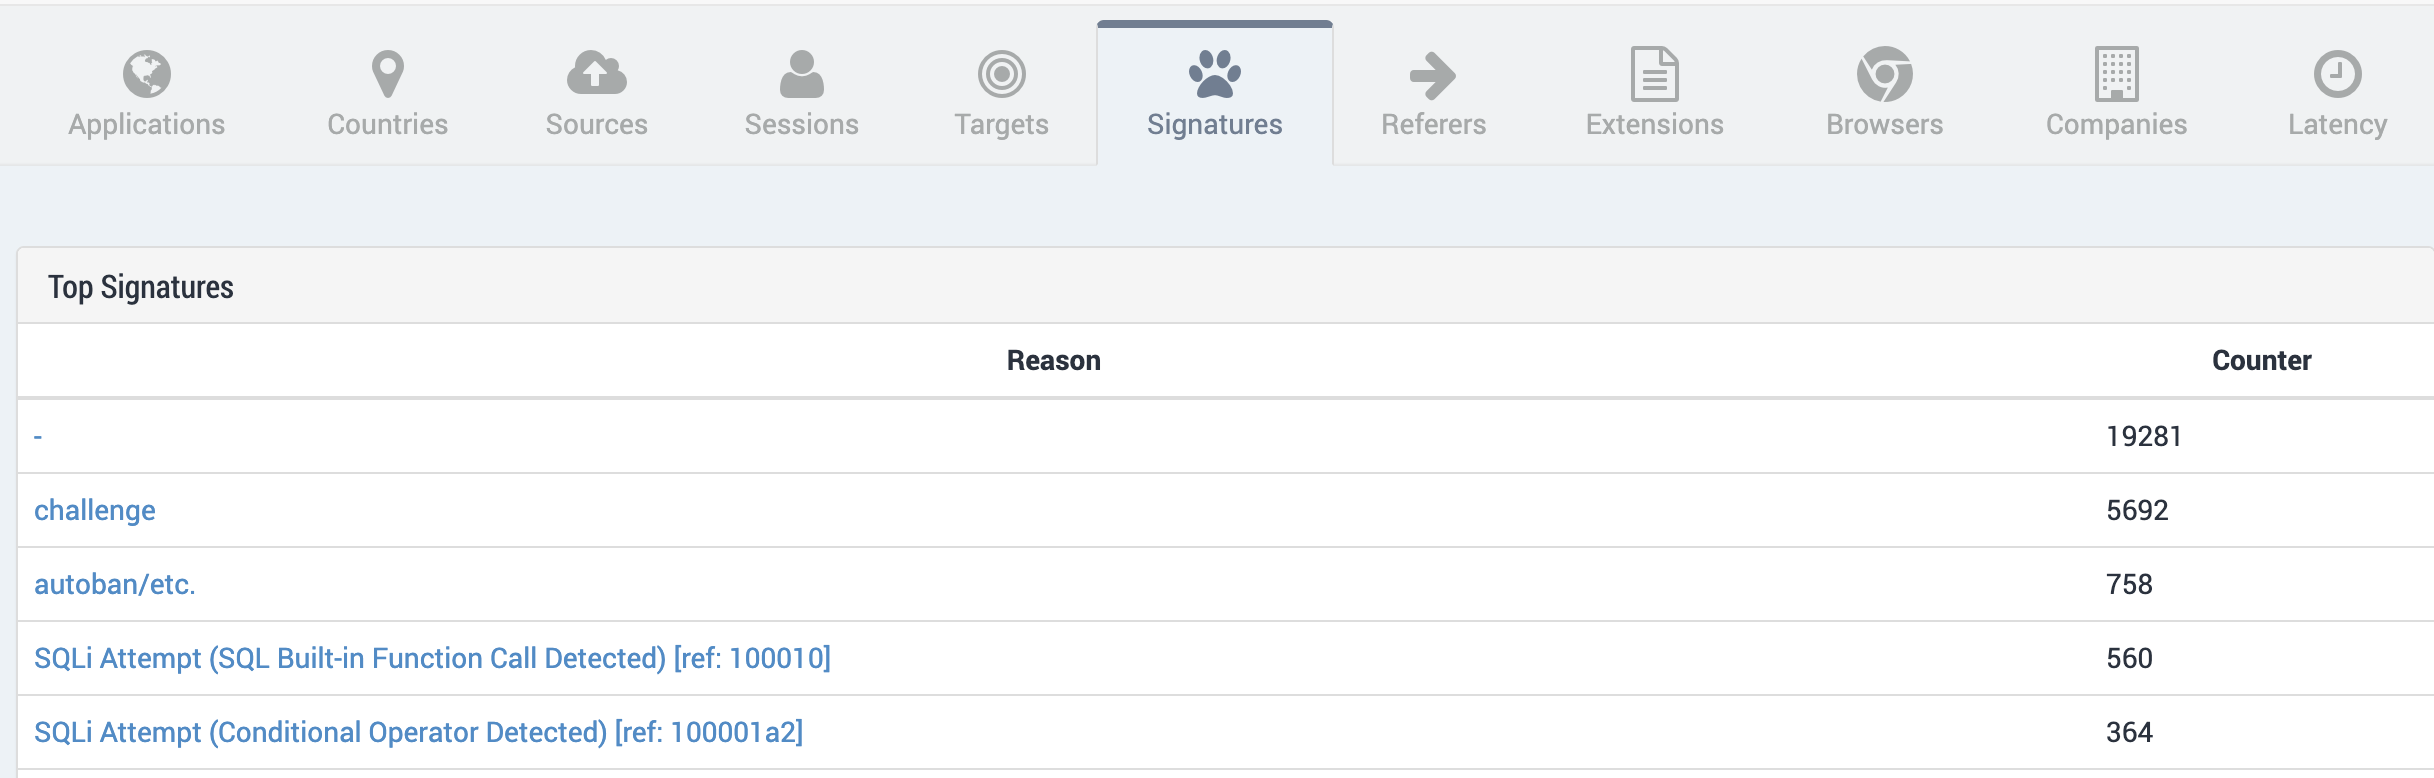 Applications Countries Sources Sessions Targets Signatures Referers Extensions Browsers Companies Latency
Top Signatures
Reason Counter
- 19281
challenge 5692
autoban/etc. 758
SQLi Attempt (SQL Built-in Function Call Detected) [ref: 100010] 560
SQLi Attempt (Conditional Operator Detected) [ref: 100001a2] 364